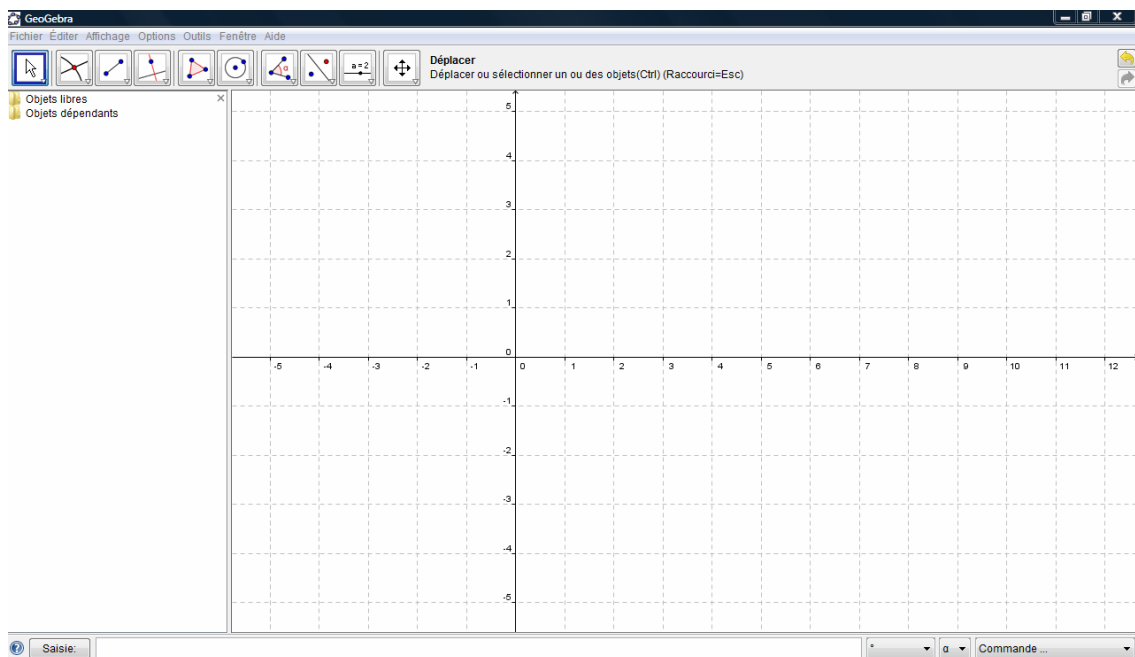 GeoGebra
Fichier Éditer Affichage Options Outils Fenêtre Aide
a=2
Déplacer
Déplacer ou sélectionner un ou des objets(Ctrl) (Raccourci=Esc)
Objets libres
Objets dépendants
5
4
3
2
1
0
-5 -4 -3 -2 -1 0 1 2 3 4 5 6 7 8 9 10 11 12
-1
-2
-3
-4
-5
Saisie: ° α Commande ...